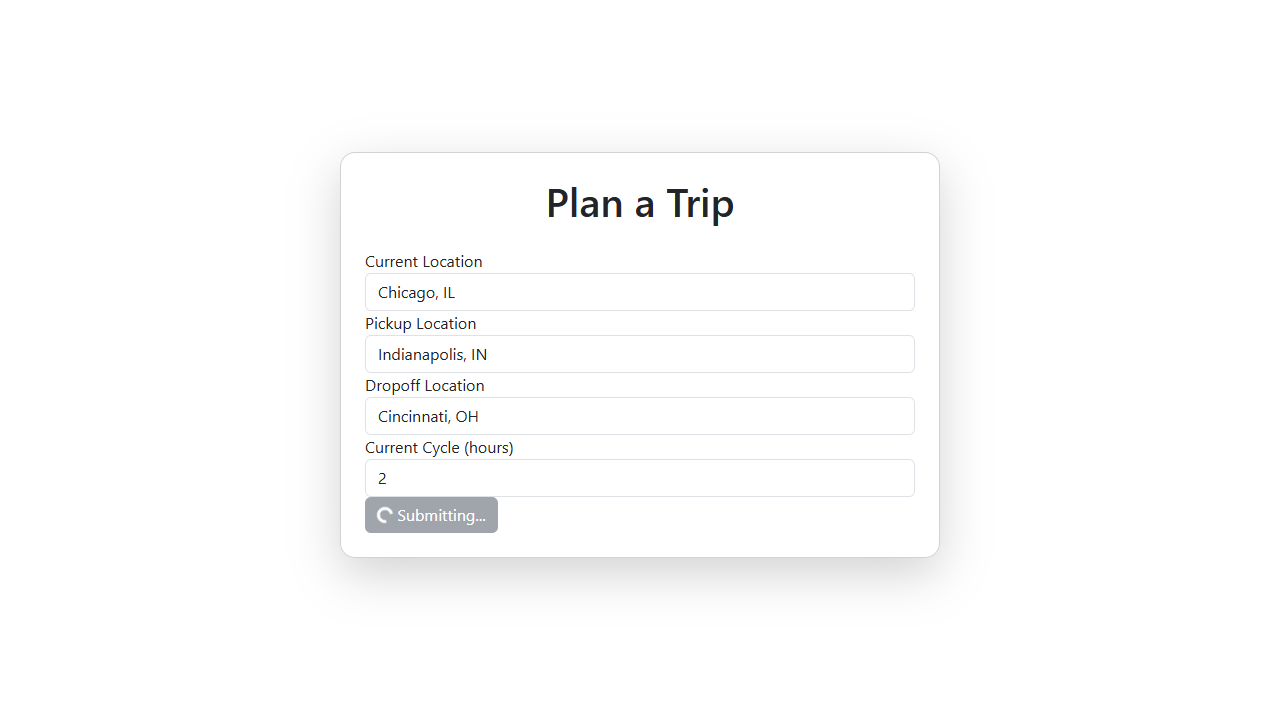 Plan a Trip
Current Location
Chicago, IL
Pickup Location
Indianapolis, IN
Dropoff Location
Cincinnati, OH
Current Cycle (hours)
2
Submitting...